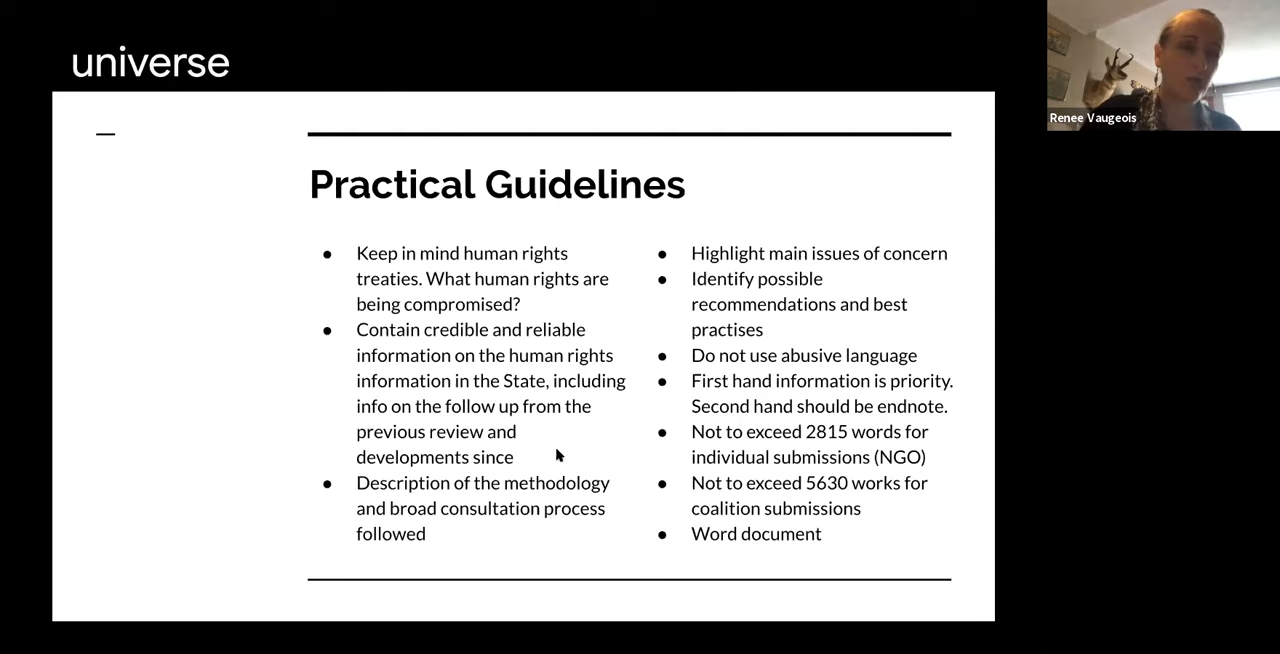 universe
Renee Vaugeois
Practical Guidelines
● Keep in mind human rights
treaties. What human rights are
being compromised?
● Contain credible and reliable
information on the human rights
information in the State, including
info on the follow up from the
previous review and
developments since
● Description of the methodology
and broad consultation process
followed
● Highlight main issues of concern
● Identify possible
recommendations and best
practises
● Do not use abusive language
● First hand information is priority.
Second hand should be endnote.
● Not to exceed 2815 words for
individual submissions (NGO)
● Not to exceed 5630 works for
coalition submissions
● Word document